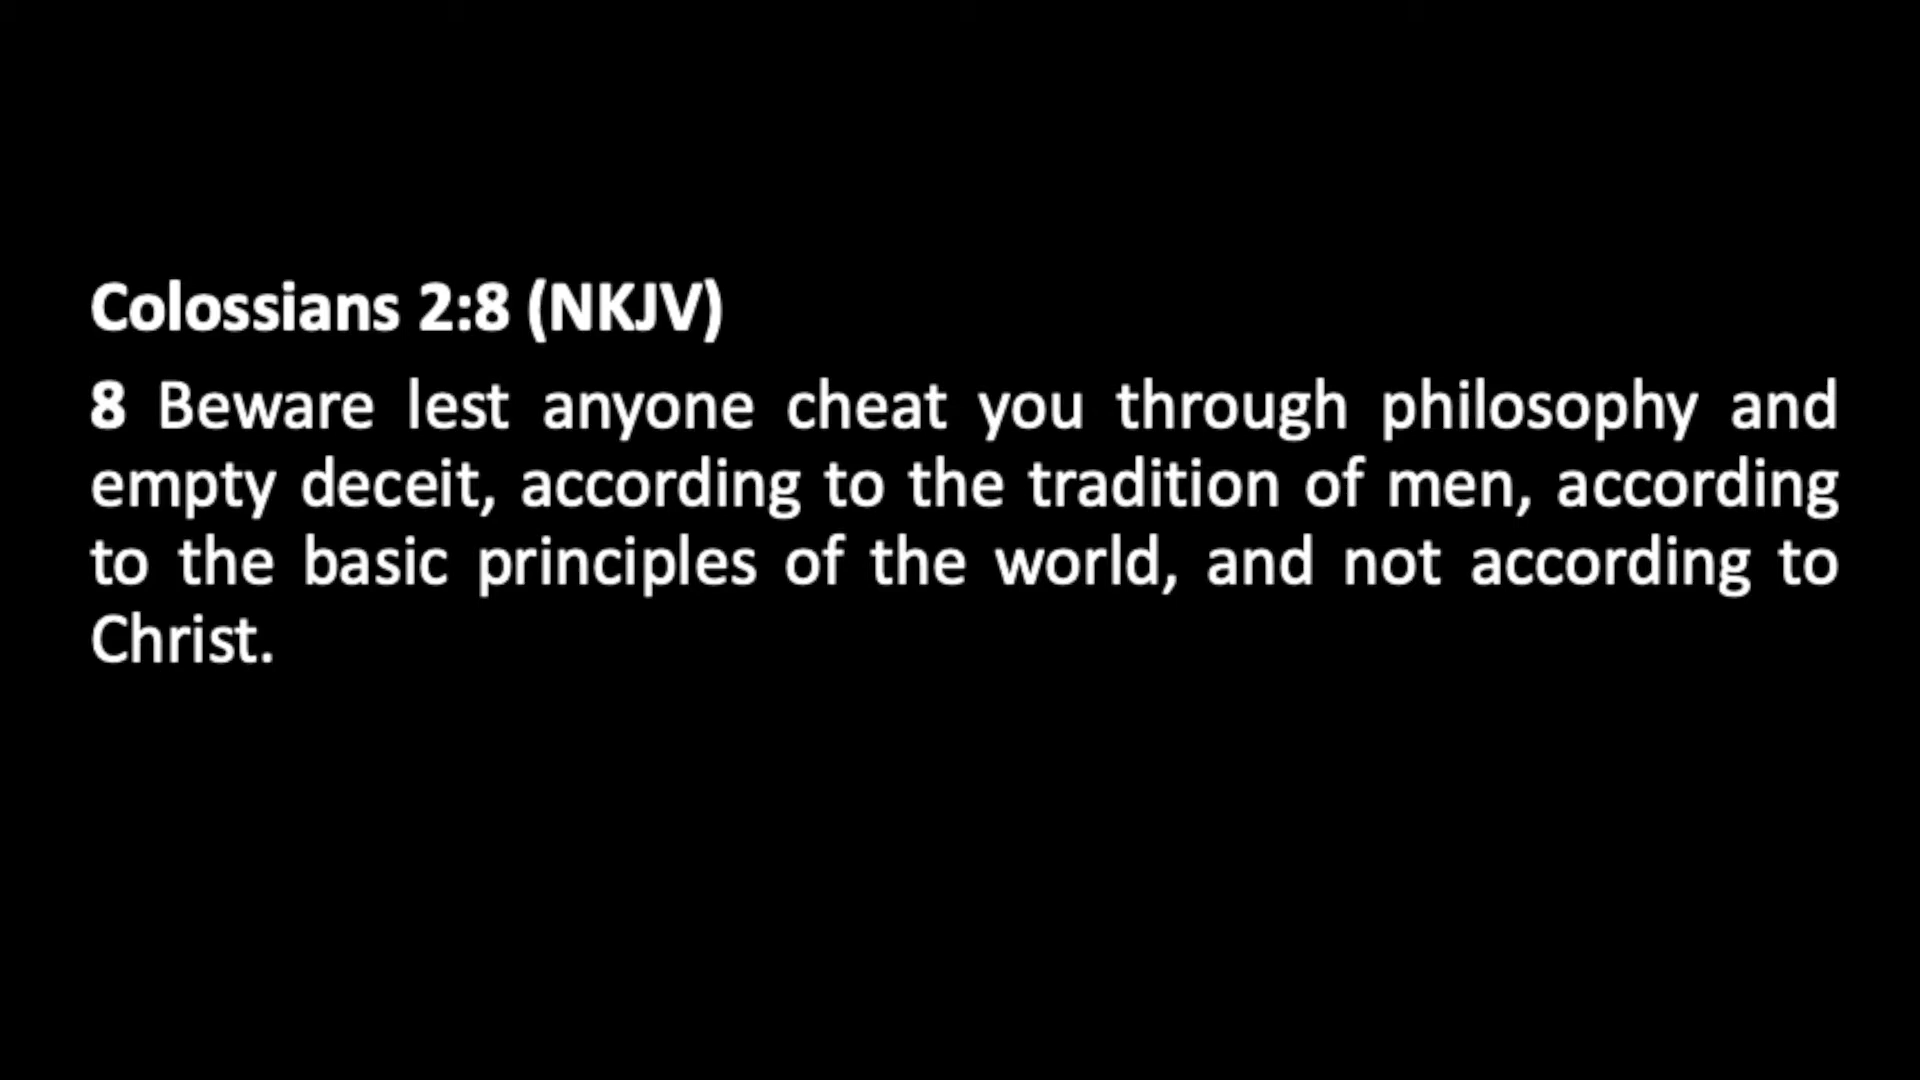 Colossians 2:8 (NKJV)
8 Beware lest anyone cheat you through philosophy and
empty deceit, according to the tradition of men, according
to the basic principles of the world, and not according to
Christ.